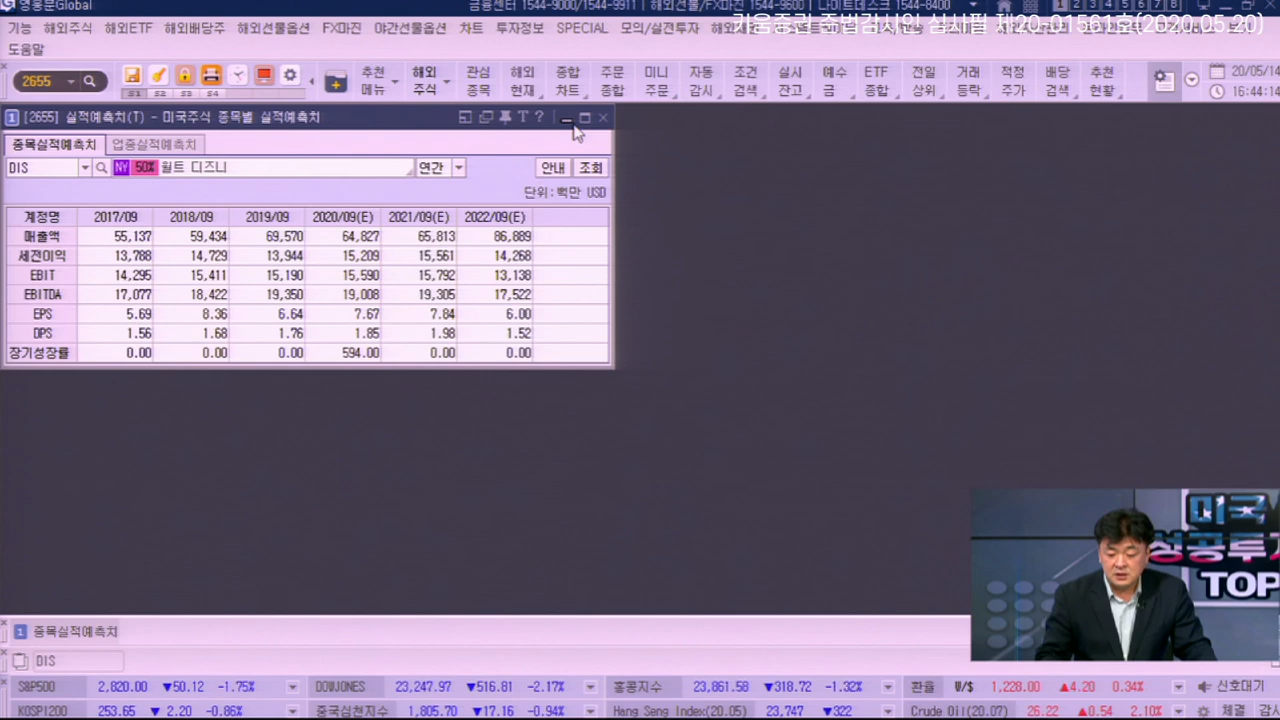 영웅문Global
금융센터 1544-9000/1544-9911 | 해외선물/FX마진 1544-9600 | 나이트데스크 1544-8400
1 2 3 4 5 6 7 8
키움증권 준법감시인 심사필 제20-01561호(2020.05.20)
기능 해외주식 해외ETF 해외배당주 해외선물옵션 FX마진 야간선물옵션 차트 투자정보 SPECIAL 모의/실전투자
도움말
2655
S1 S2 S3 S4
추천 메뉴 해외 주식 관심 종목 해외 현재 종합 차트 주문 종합 미니 주문 자동 감시 조건 검색 실시 잔고 예수 금 ETF 종합 전일 상위 거래 등락 적정 주가 배당 검색 추천 현황
20/05/14
16:44:14
1 [2655] 실적예측치(T) - 미국주식 종목별 실적예측치 T ?
종목실적예측치 업종실적예측치
DIS NY 50% 월트 디즈니 연간 안내 조회
단위:백만 USD
계정명 2017/09 2018/09 2019/09 2020/09(E) 2021/09(E) 2022/09(E)
매출액 55,137 59,434 69,570 64,827 65,813 86,889
세전이익 13,788 14,729 13,944 15,209 15,561 14,268
EBIT 14,295 15,411 15,190 15,590 15,792 13,138
EBITDA 17,077 18,422 19,350 19,008 19,305 17,522
EPS 5.69 8.36 6.64 7.67 7.84 6.00
DPS 1.56 1.68 1.76 1.85 1.98 1.52
장기성장률 0.00 0.00 0.00 594.00 0.00 0.00
미국
성공투
TOP
1 종목실적예측치
DIS
S&P500 2,820.00 ▼50.12 -1.75% DOWJONES 23,247.97 ▼516.81 -2.17% 홍콩지수 23,861.58 ▼318.72 -1.32% 환율 W/$ 1,228.00 ▲4.20 0.34% 신호대기
KOSPI200 253.65 ▼ 2.20 -0.86% 중국심천지수 1,805.70 ▼17.16 -0.94% Hang Seng Index(20.05) 23,747 ▼322 Crude Oil(20.07) 26.22 ▲0.54 2.10% 체결